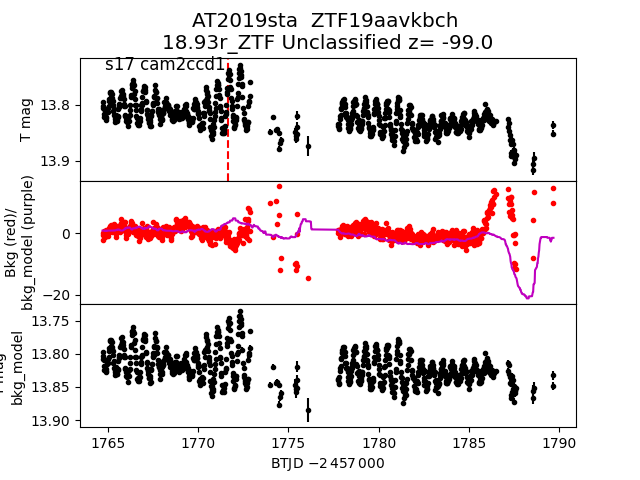 AT2019sta  ZTF19aavkbch
18.93r_ZTF Unclassified z= -99.0
s17 cam2ccd1
T mag
13.8
13.9
Bkg (red)/
bkg_model (purple)
0
−20
bkg_model
13.75
13.80
13.85
13.90
1765
1770
1775
1780
1785
1790
BTJD −2 457 000